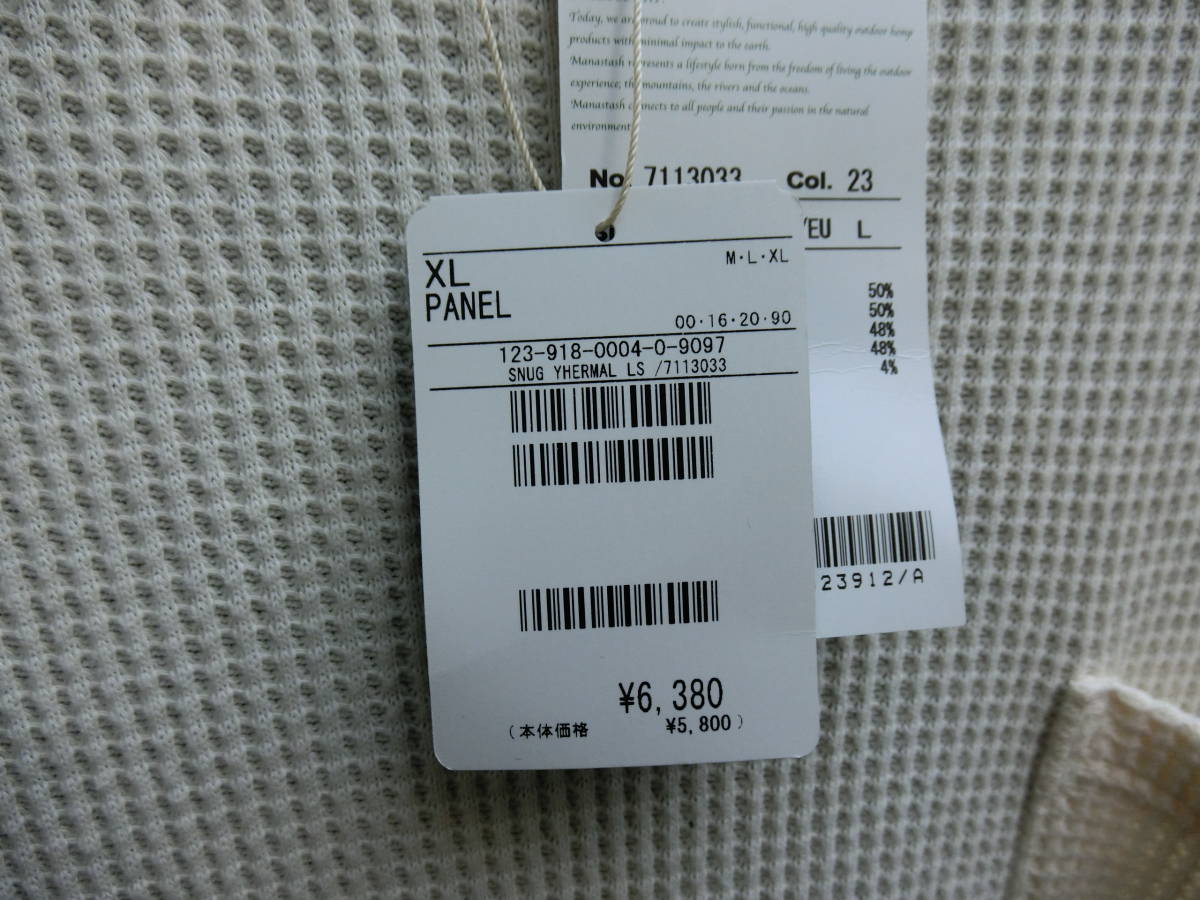 Today, we are proud to create stylish, functional, high quality outdoor hemp
products with minimal impact to the earth.
Manastash represents a lifestyle born from the freedom of living the outdoor
experience; the mountains, the rivers and the oceans.
Manastash connects to all people and their passion in the natural
environment
No. 7113033 Col. 23
/EU L
50%
50%
48%
48%
4%
23912/A
XL
M·L·XL
PANEL
00·16·20·90
123-918-0004-0-9097
SNUG YHERMAL LS /7113033
¥6,380
(本体価格 ¥5,800)